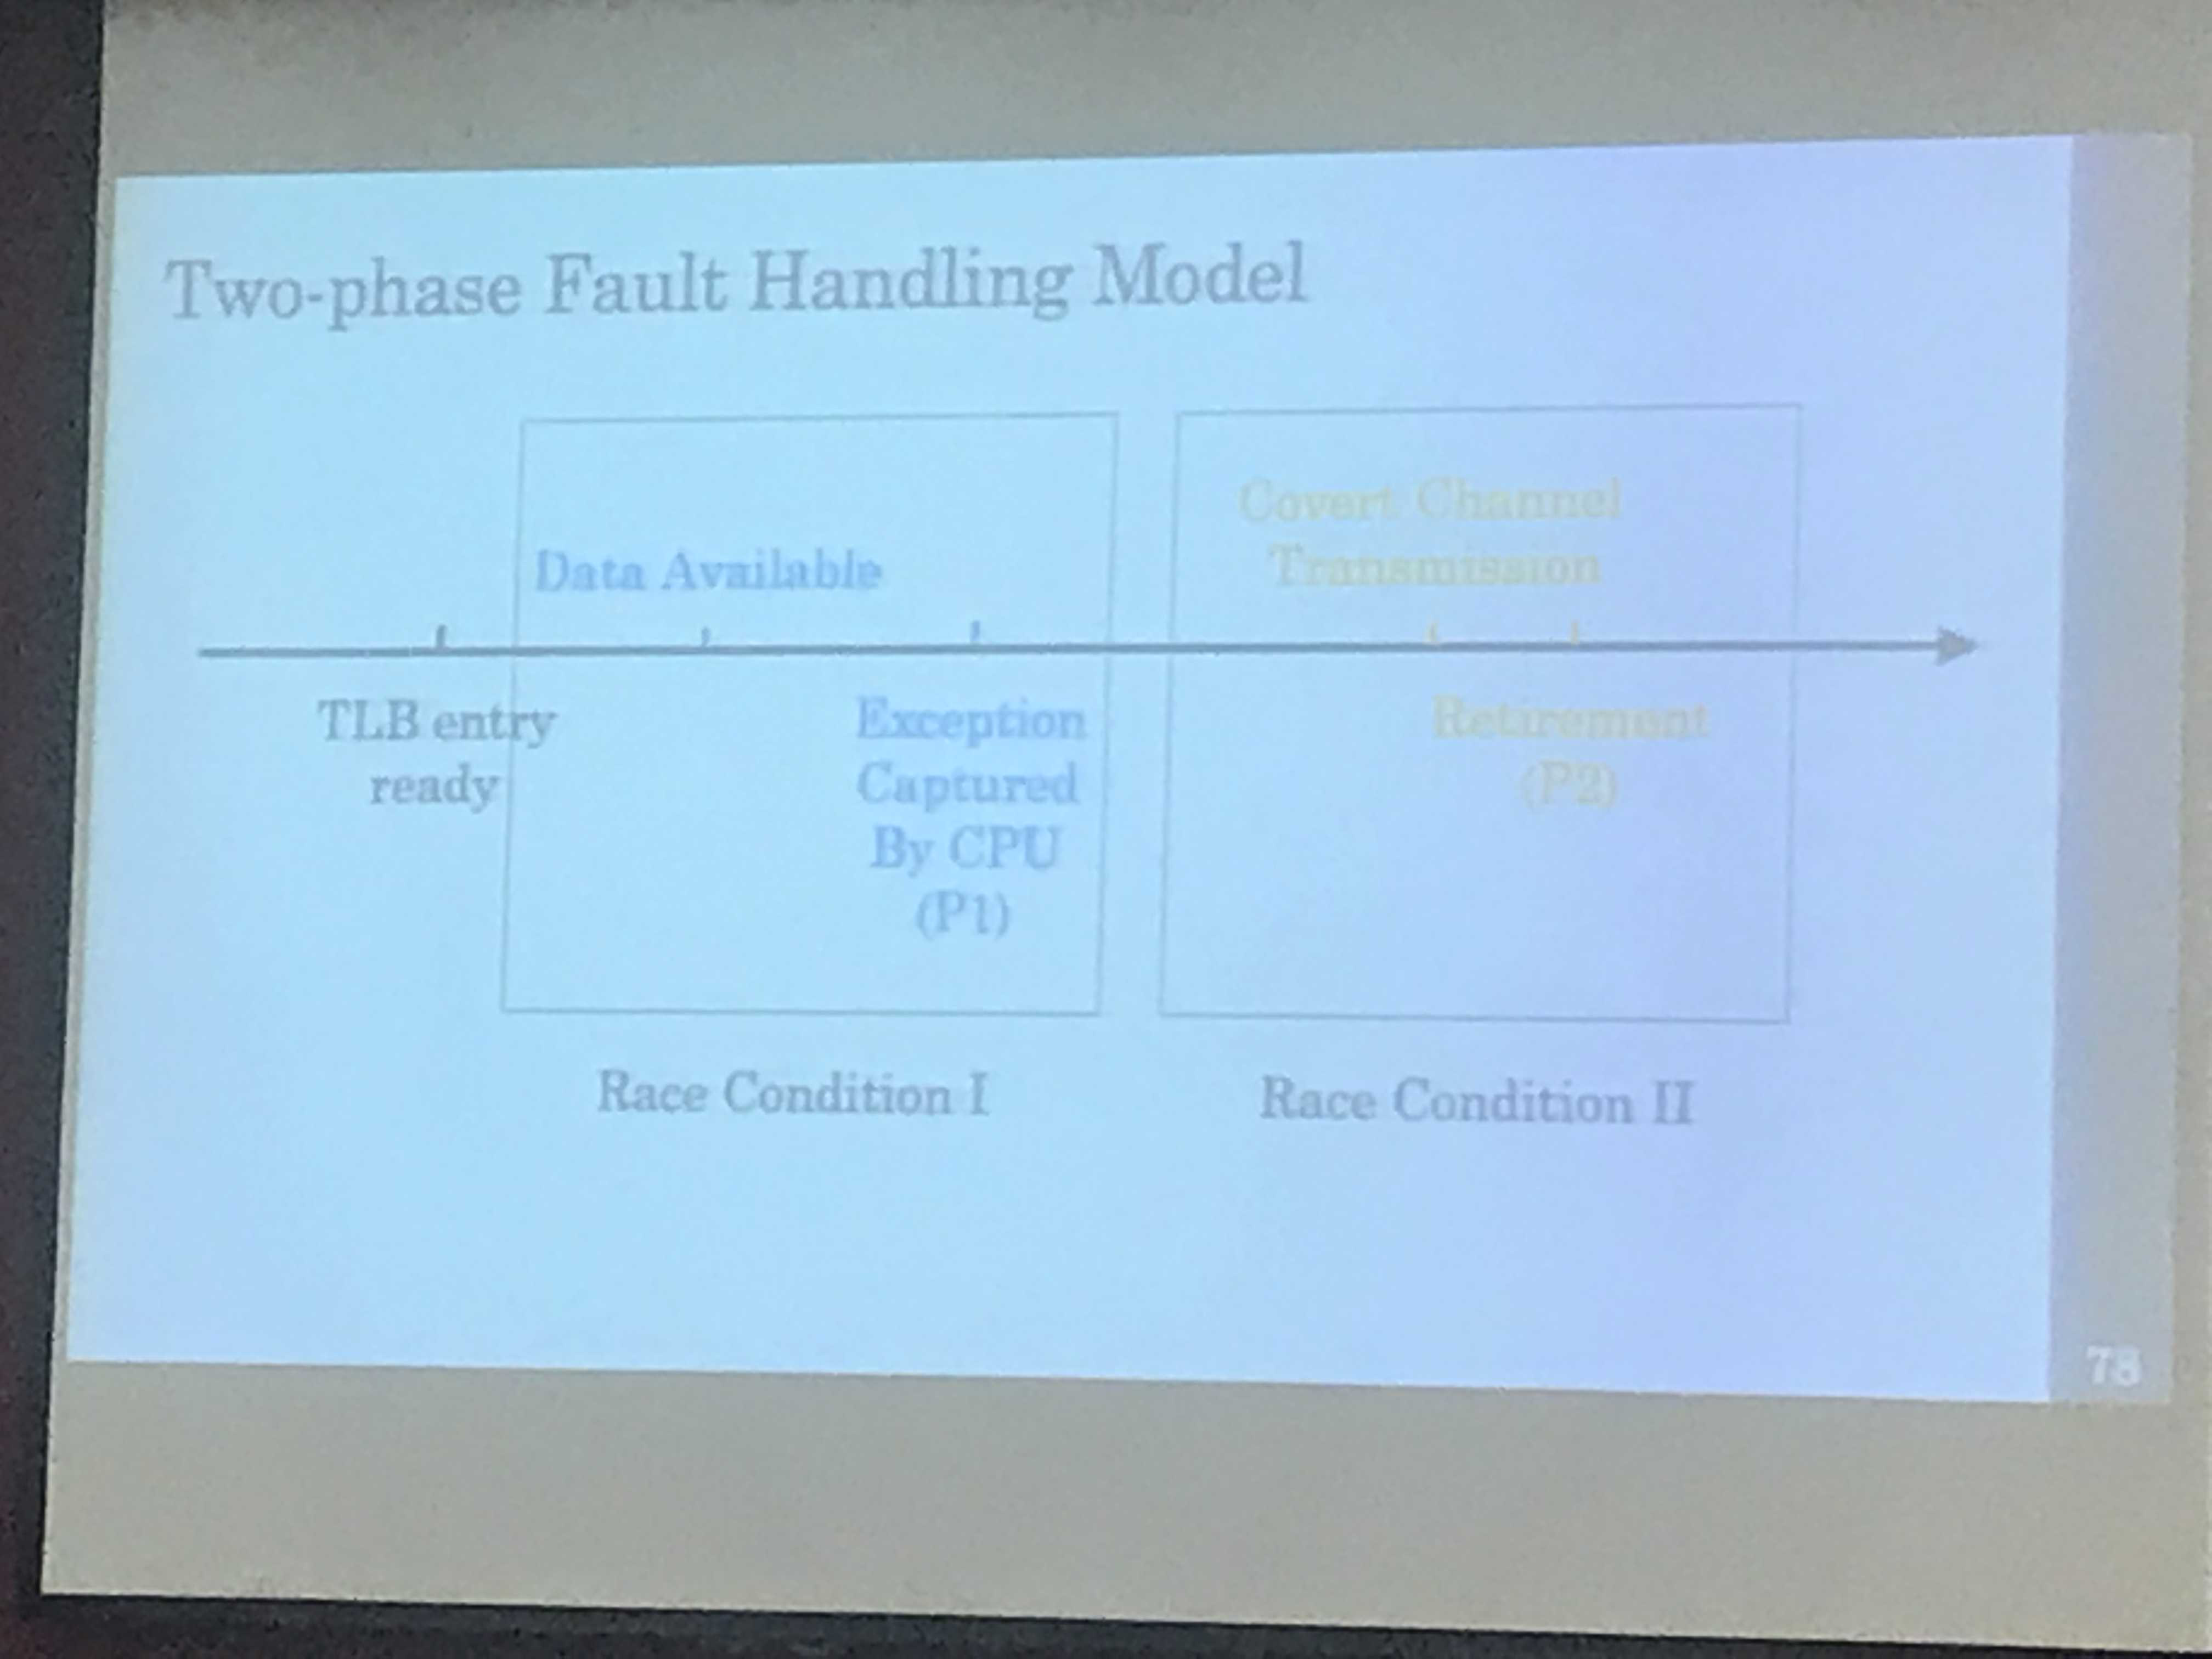 Two-phase Fault Handling Model
Covert Channel
Transmission
Data Available
TLB entry
ready
Exception
Captured
By CPU
(P1)
Retirement
(P2)
Race Condition I
Race Condition II
78